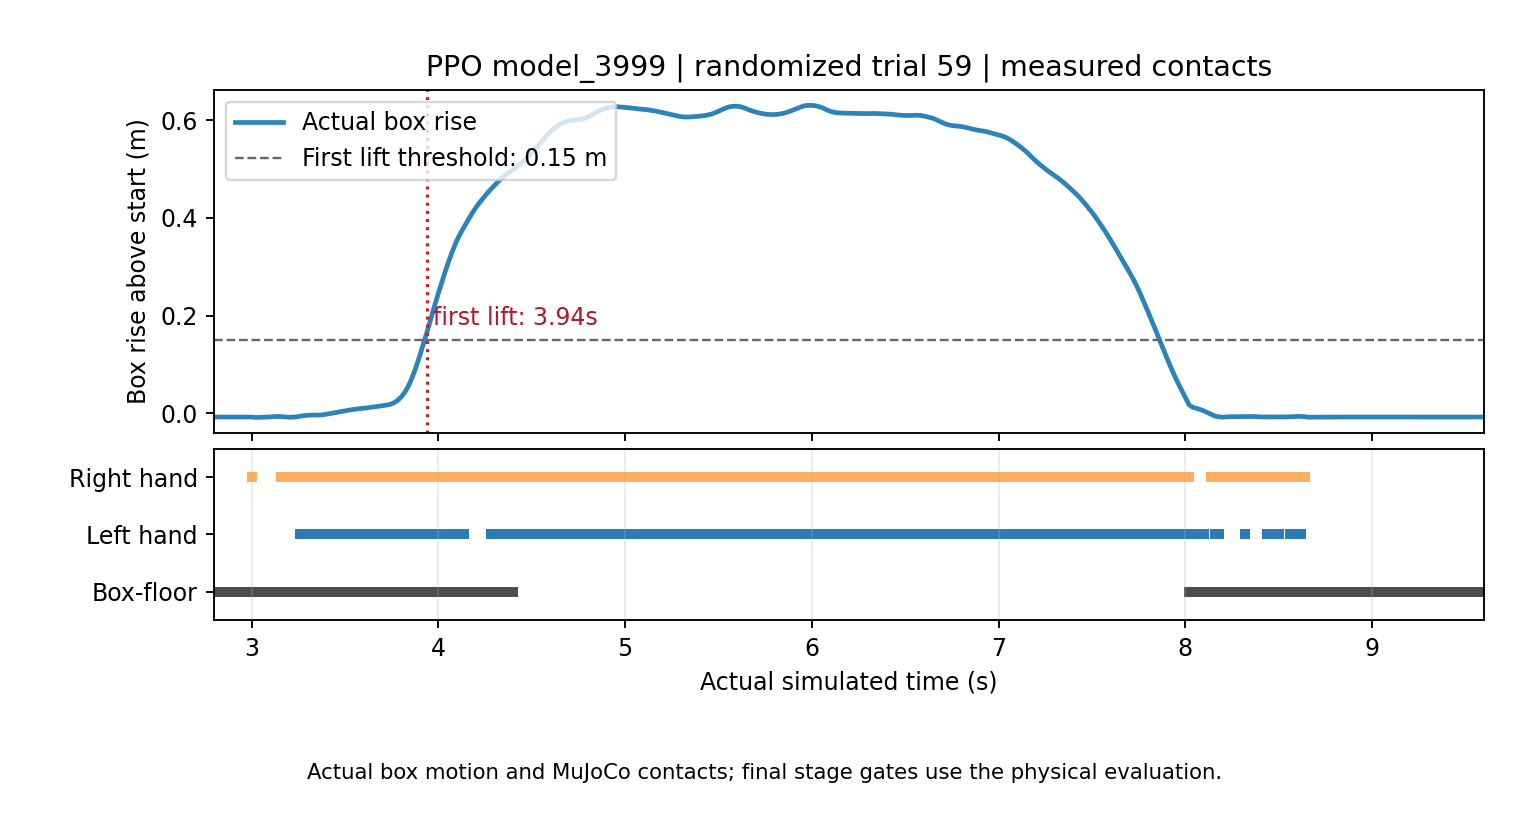 PPO model_3999 | randomized trial 59 | measured contacts
Box rise above start (m)
0.6
0.4
0.2
0.0
Actual box rise
First lift threshold: 0.15 m
first lift: 3.94s
Right hand
Left hand
Box-floor
3 4 5 6 7 8 9
Actual simulated time (s)
Actual box motion and MuJoCo contacts; final stage gates use the physical evaluation.